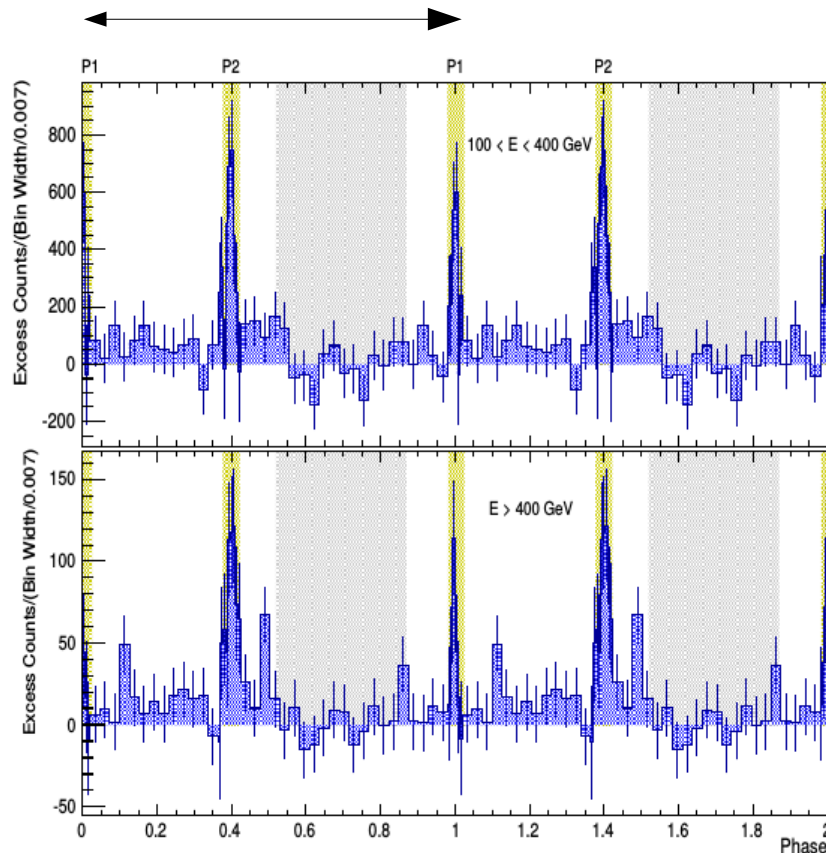 P1 P2 P1 P2
Excess Counts/(Bin Width/0.007)
100 < E < 400 GeV
800
600
400
200
0
-200
Excess Counts/(Bin Width/0.007)
E > 400 GeV
150
100
50
0
-50
0 0.2 0.4 0.6 0.8 1 1.2 1.4 1.6 1.8 2
Phase